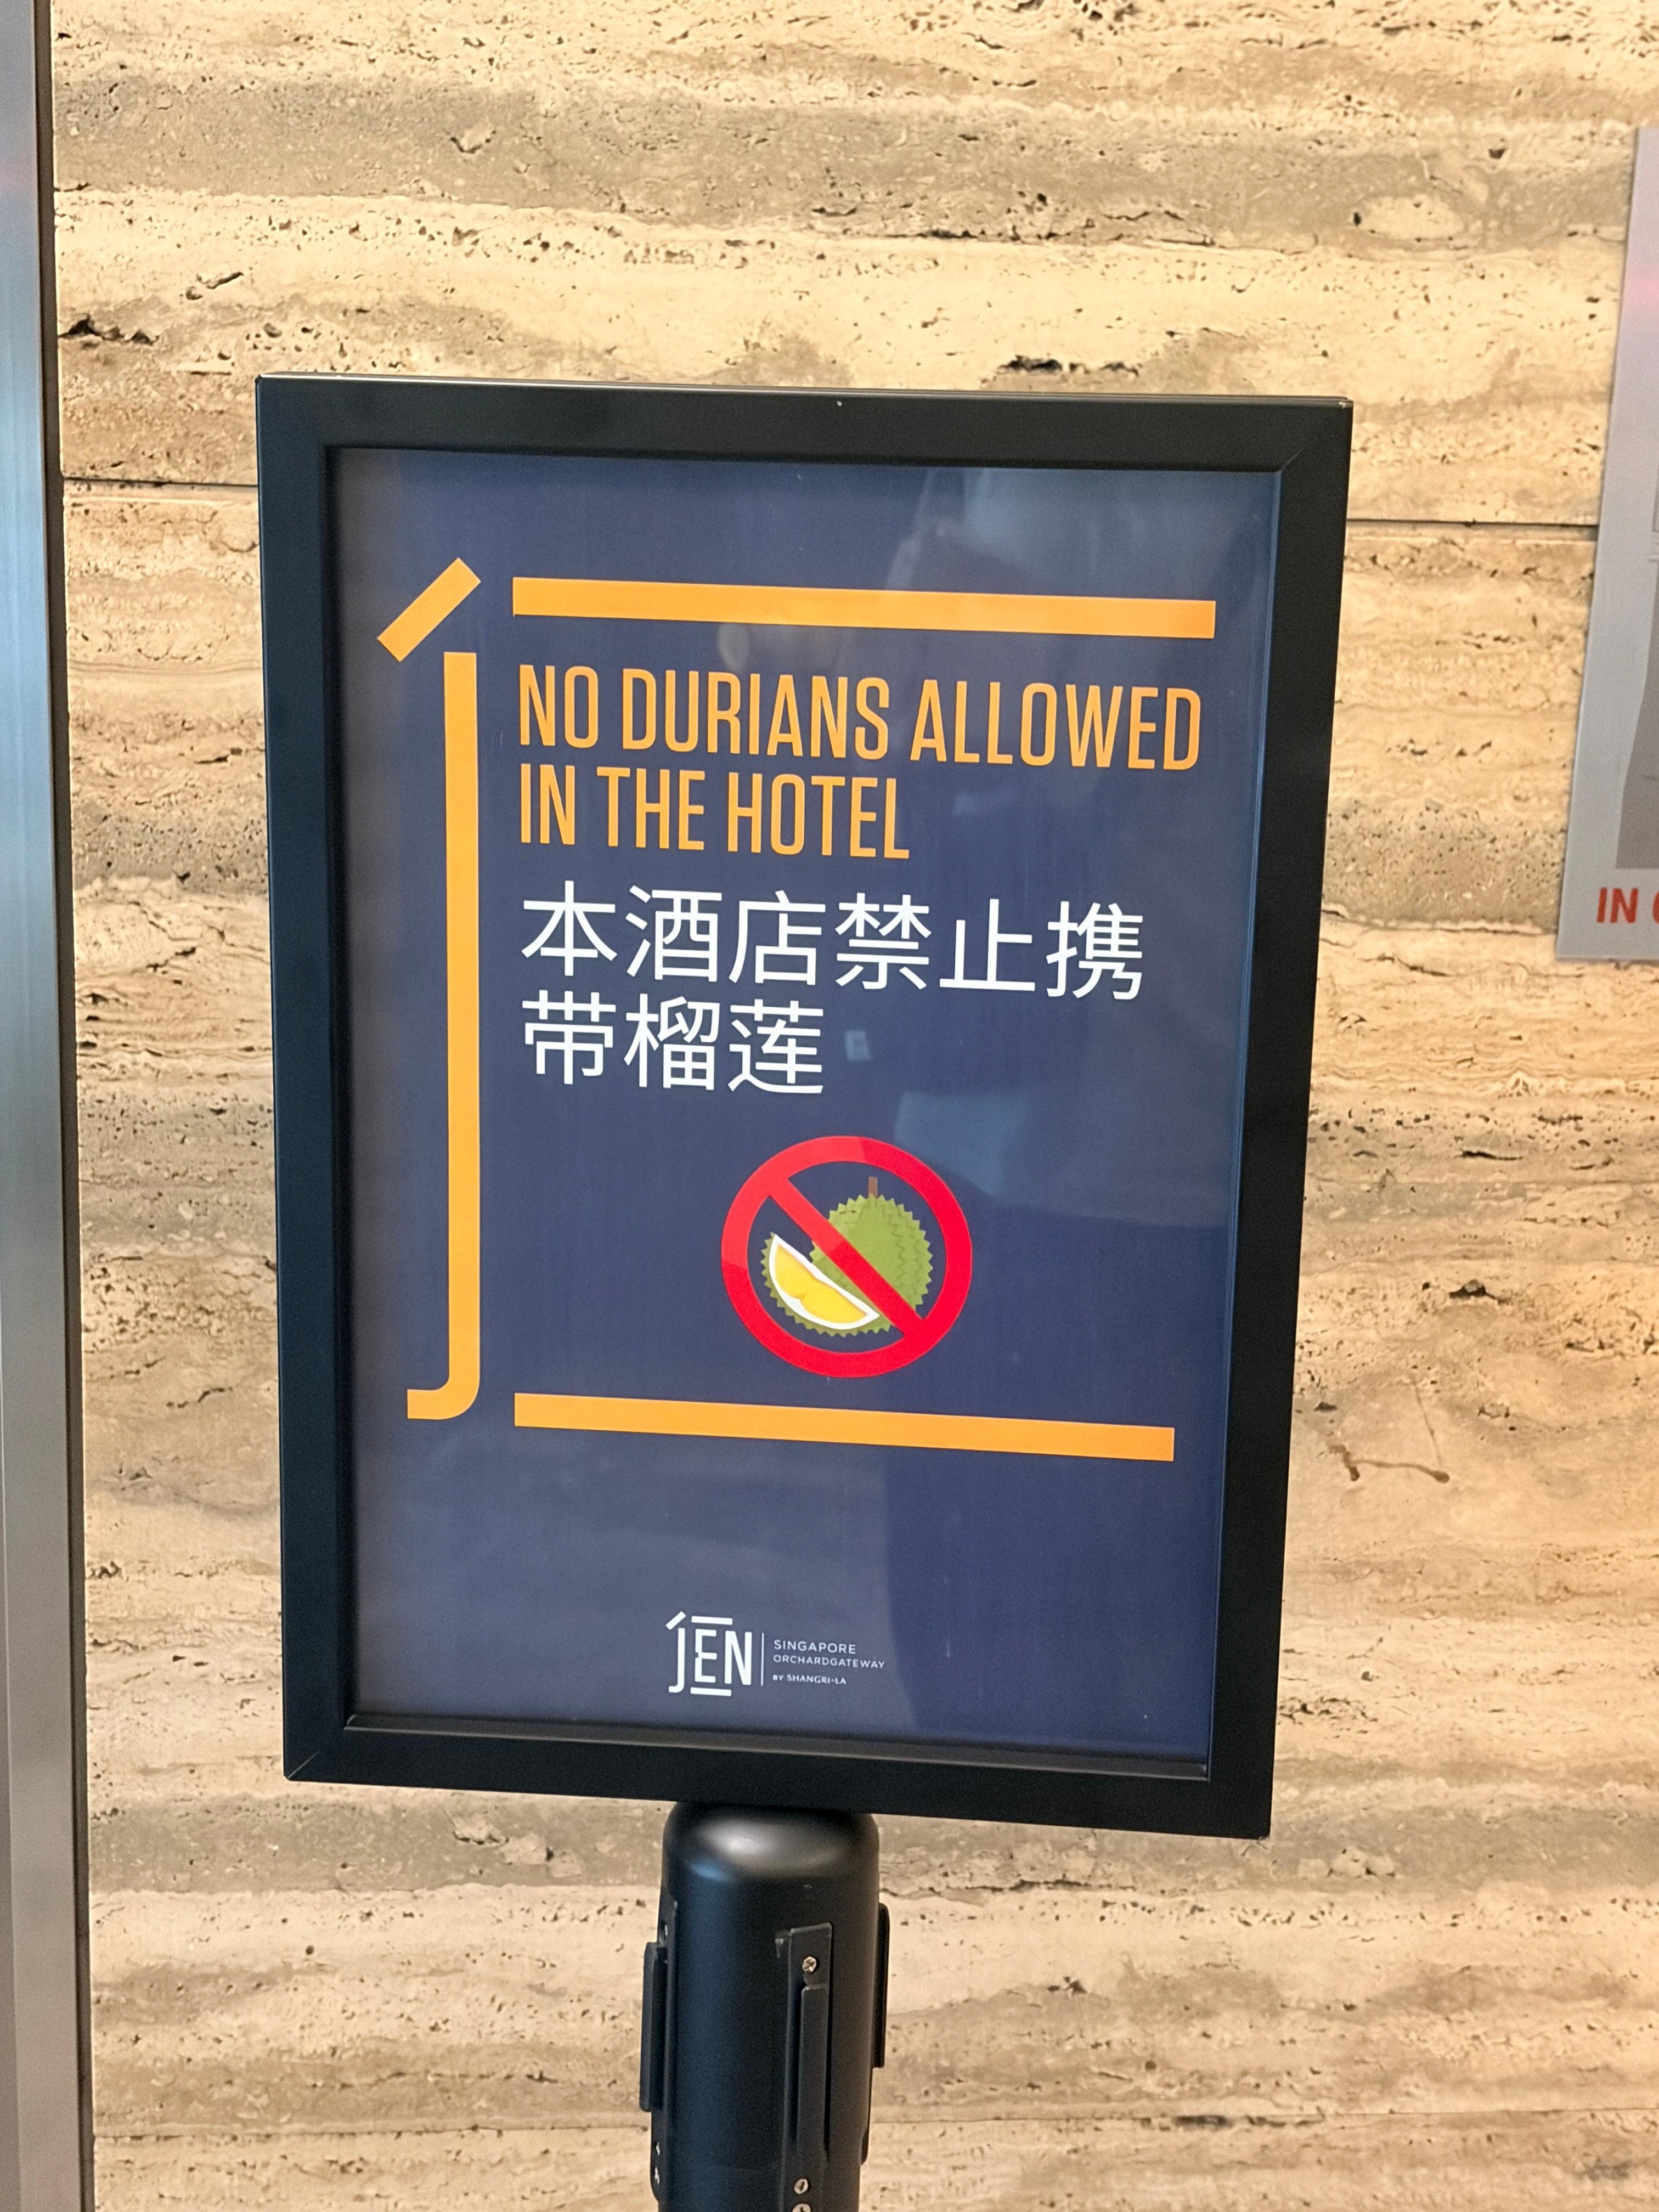 NO DURIANS ALLOWED
IN THE HOTEL
本酒店禁止携
带榴莲
JEN
SINGAPORE
ORCHARDGATEWAY
BY SHANGRI-LA
IN